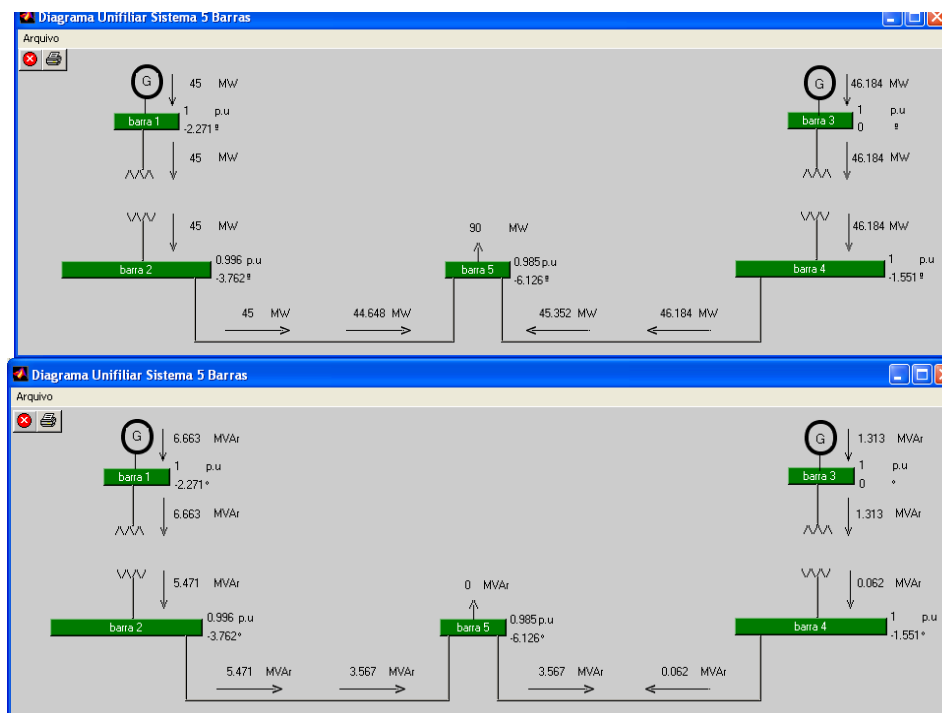 Diagrama Unifiliar Sistema 5 Barras
Arquivo
G 45 MW G 46.184 MW
1 p.u 1 p.u
barra 1 -2.271 º barra 3 0 º
45 MW 46.184 MW
45 MW 90 MW 46.184 MW
0.996 p.u 0.985 p.u 1 p.u
barra 2 -3.762 º barra 5 -6.126 º barra 4 -1.551 º
45 MW 44.648 MW 45.352 MW 46.184 MW
Diagrama Unifiliar Sistema 5 Barras
Arquivo
G 6.663 MVAr G 1.313 MVAr
1 p.u 1 p.u
barra 1 -2.271 ° barra 3 0 °
6.663 MVAr 1.313 MVAr
5.471 MVAr 0 MVAr 0.062 MVAr
0.996 p.u 0.985 p.u 1 p.u
barra 2 -3.762 ° barra 5 -6.126 ° barra 4 -1.551 °
5.471 MVAr 3.567 MVAr 3.567 MVAr 0.062 MVAr